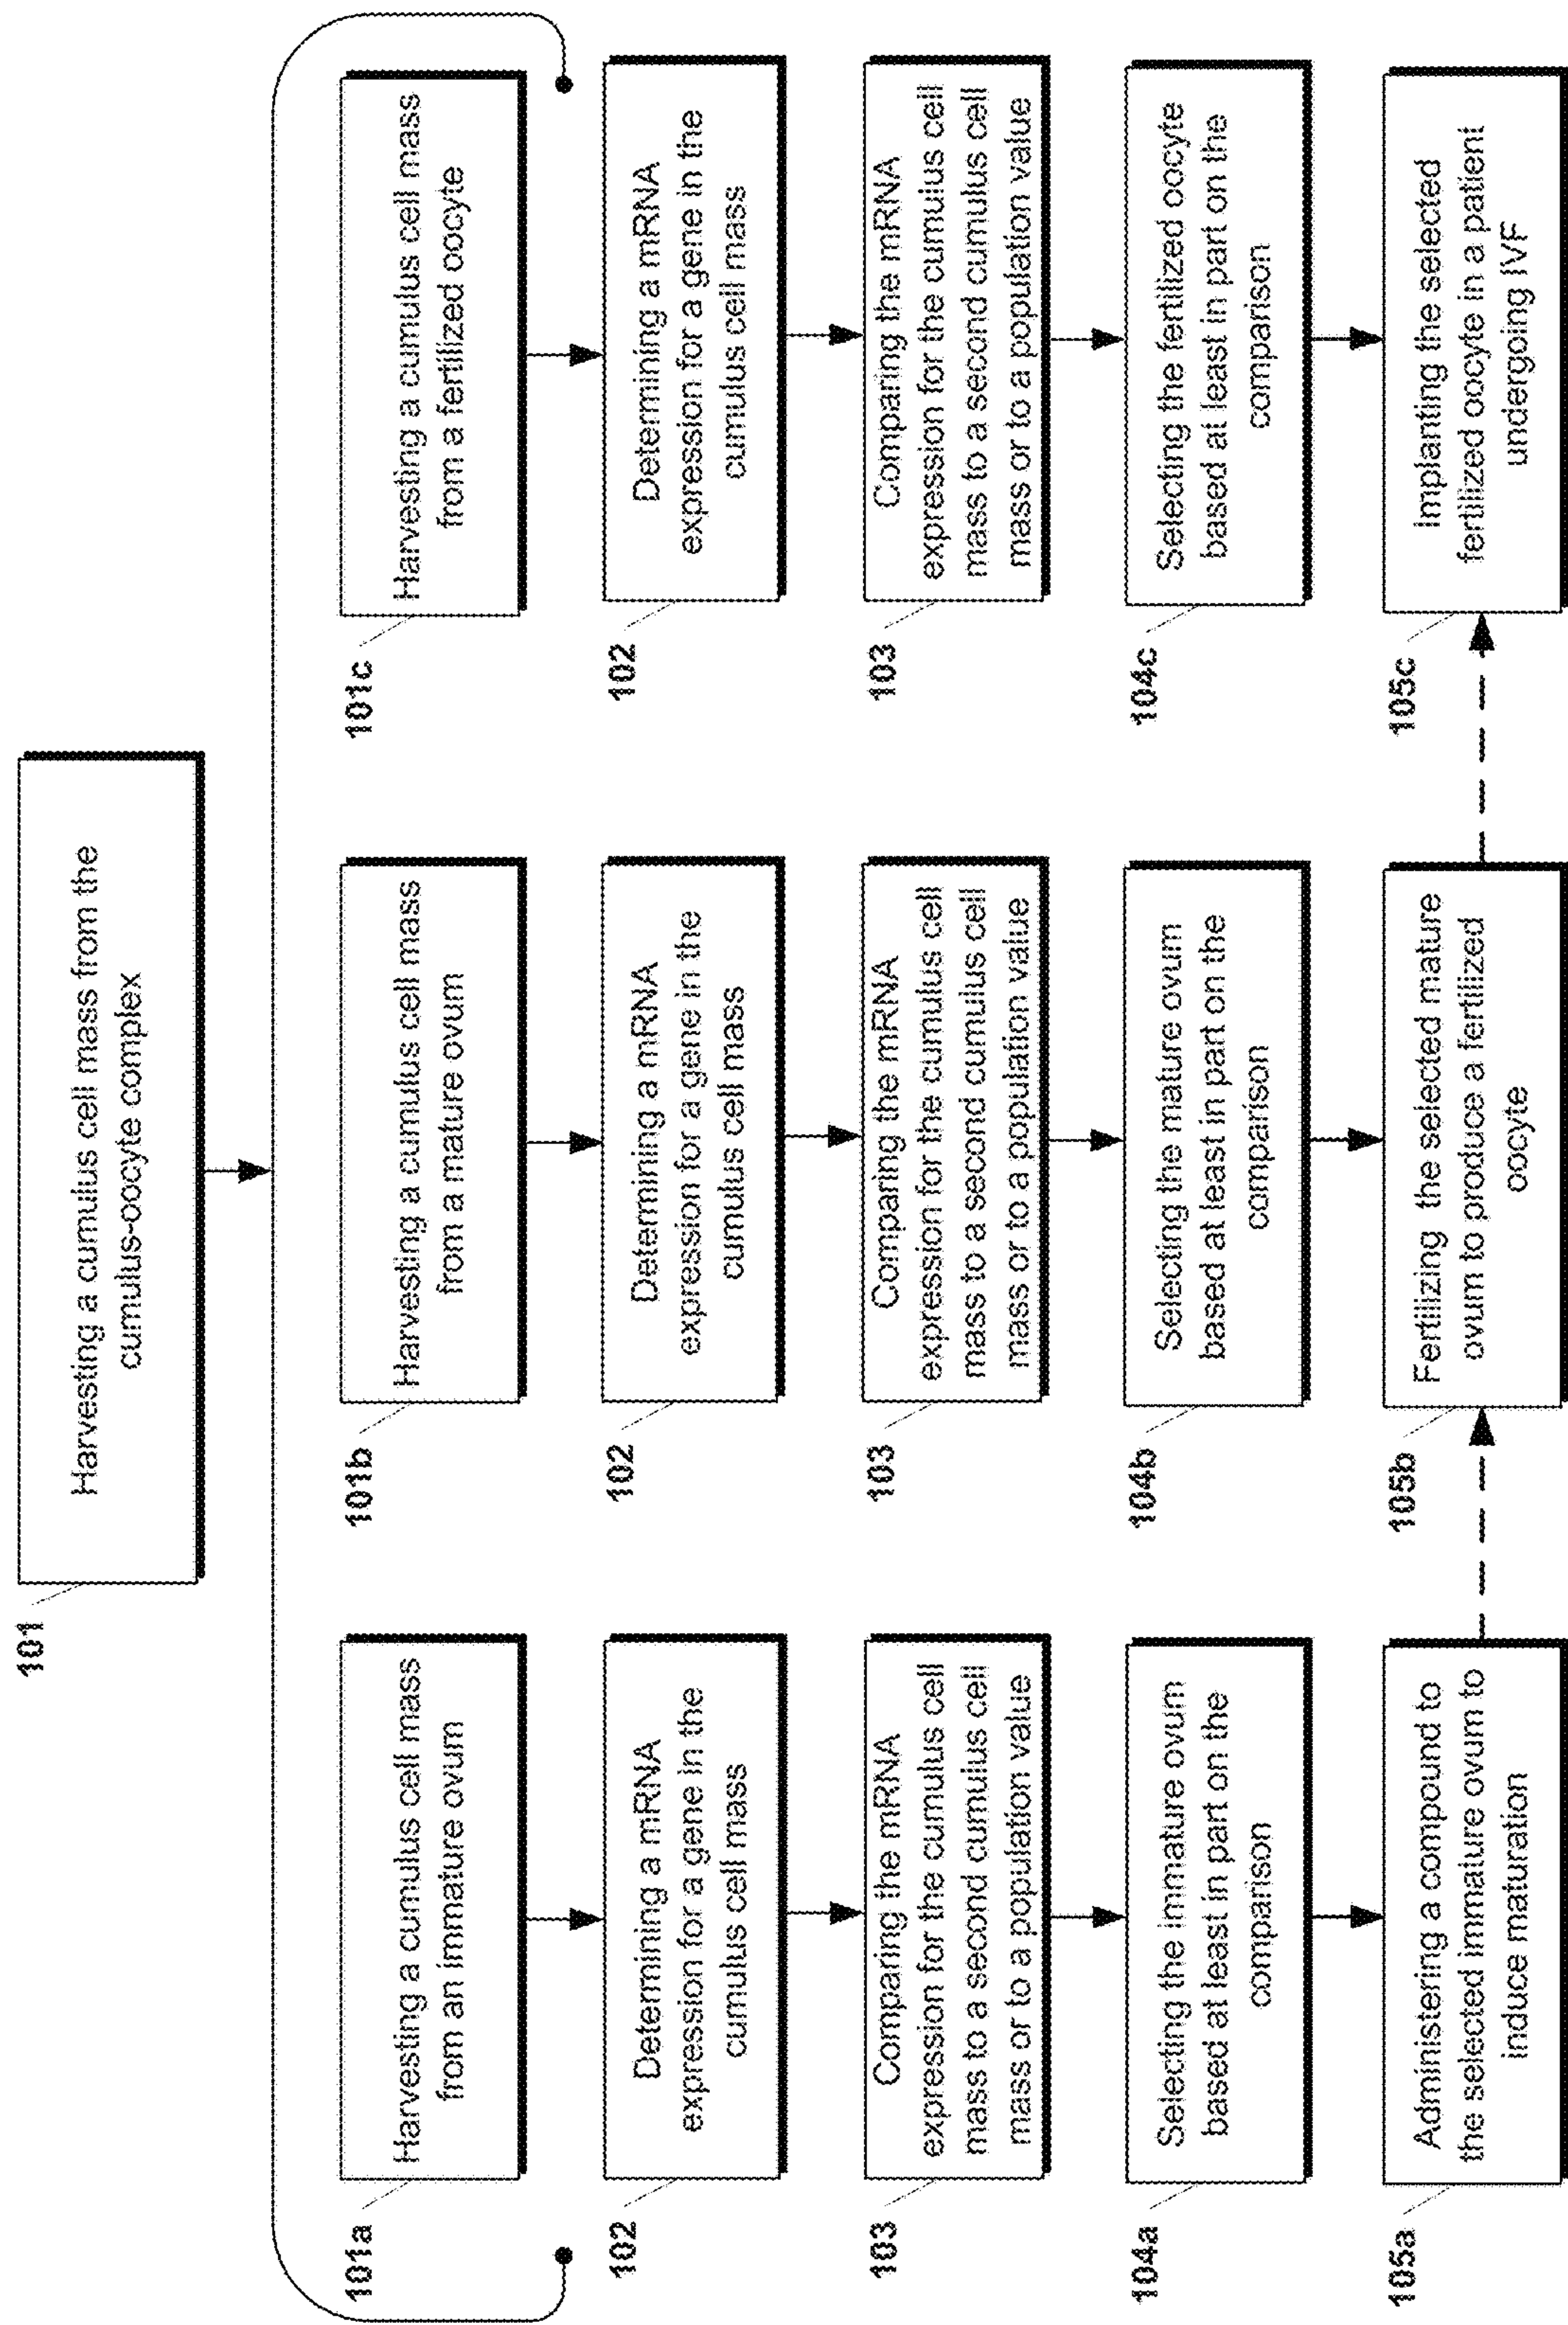 101
Harvesting a cumulus cell mass from the
cumulus-oocyte complex
101a
Harvesting a cumulus cell mass
from an immature ovum
102
Determining a mRNA
expression for a gene in the
cumulus cell mass
103
Comparing the mRNA
expression for the cumulus cell
mass to a second cumulus cell
mass or to a population value
104a
Selecting the immature ovum
based at least in part on the
comparison
105a
Administering a compound to
the selected immature ovum to
induce maturation
101b
Harvesting a cumulus cell mass
from a mature ovum
102
Determining a mRNA
expression for a gene in the
cumulus cell mass
103
Comparing the mRNA
expression for the cumulus cell
mass to a second cumulus cell
mass or to a population value
104b
Selecting the mature ovum
based at least in part on the
comparison
105b
Fertilizing the selected mature
ovum to produce a fertilized
oocyte
101c
Harvesting a cumulus cell mass
from a fertilized oocyte
102
Determining a mRNA
expression for a gene in the
cumulus cell mass
103
Comparing the mRNA
expression for the cumulus cell
mass to a second cumulus cell
mass or to a population value
104c
Selecting the fertilized oocyte
based at least in part on the
comparison
105c
Implanting the selected
fertilized oocyte in a patient
undergoing IVF